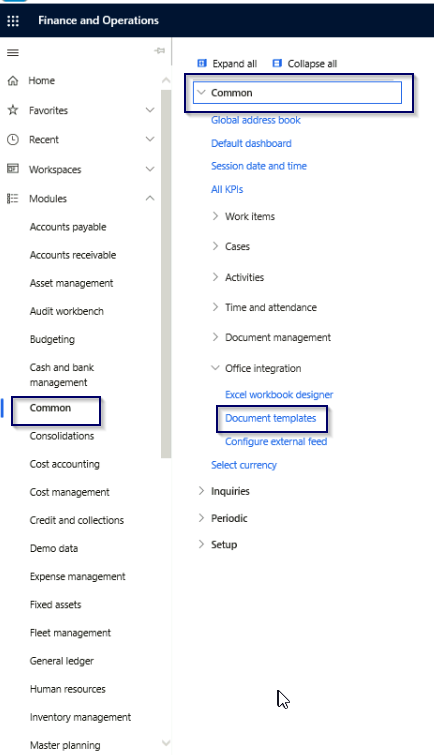 Finance and Operations
Home
Favorites
Recent
Workspaces
Modules
Accounts payable
Accounts receivable
Asset management
Audit workbench
Budgeting
Cash and bank
management
Common
Consolidations
Cost accounting
Cost management
Credit and collections
Demo data
Expense management
Fixed assets
Fleet management
General ledger
Human resources
Inventory management
Master planning
Expand all Collapse all
Common
Global address book
Default dashboard
Session date and time
All KPIs
Work items
Cases
Activities
Time and attendance
Document management
Office integration
Excel workbook designer
Document templates
Configure external feed
Select currency
Inquiries
Periodic
Setup